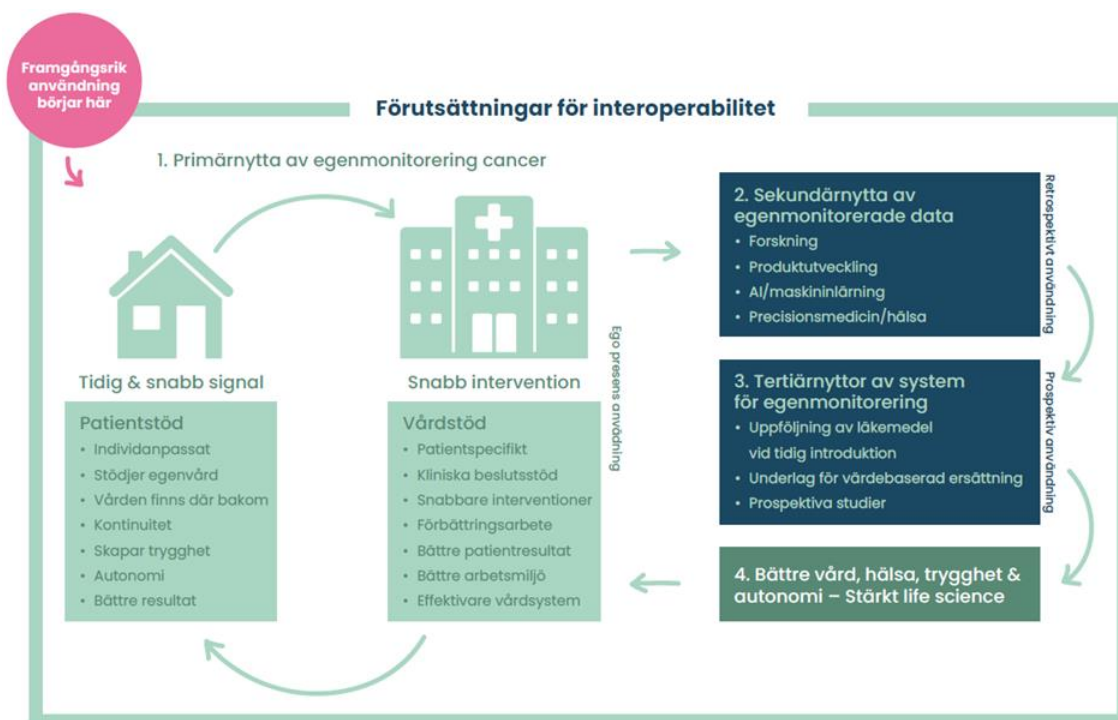 Framgångsrik
användning
börjar här
Förutsättningar för interoperabilitet
1. Primärnytta av egenmonitorering cancer
Tidig & snabb signal
Patientstöd
• Individanpassat
• Stödjer egenvård
• Vården finns där bakom
• Kontinuitet
• Skapar trygghet
• Autonomi
• Bättre resultat
Snabb intervention
Vårdstöd
• Patientspecifikt
• Kliniska beslutsstöd
• Snabbare interventioner
• Förbättringsarbete
• Bättre patientresultat
• Bättre arbetsmiljö
• Effektivare vårdsystem
Ego presens anvödning
2. Sekundärnytta av
egenmonitorerade data
• Forskning
• Produktutveckling
• AI/maskininlärning
• Precisionsmedicin/hälsa
Retrospektivt användning
3. Tertiärnyttor av system
för egenmonitorering
• Uppföljning av läkemedel
vid tidig introduktion
• Underlag för värdebaserad ersättning
• Prospektiva studier
Prospektiv användning
4. Bättre vård, hälsa, trygghet &
autonomi – Stärkt life science